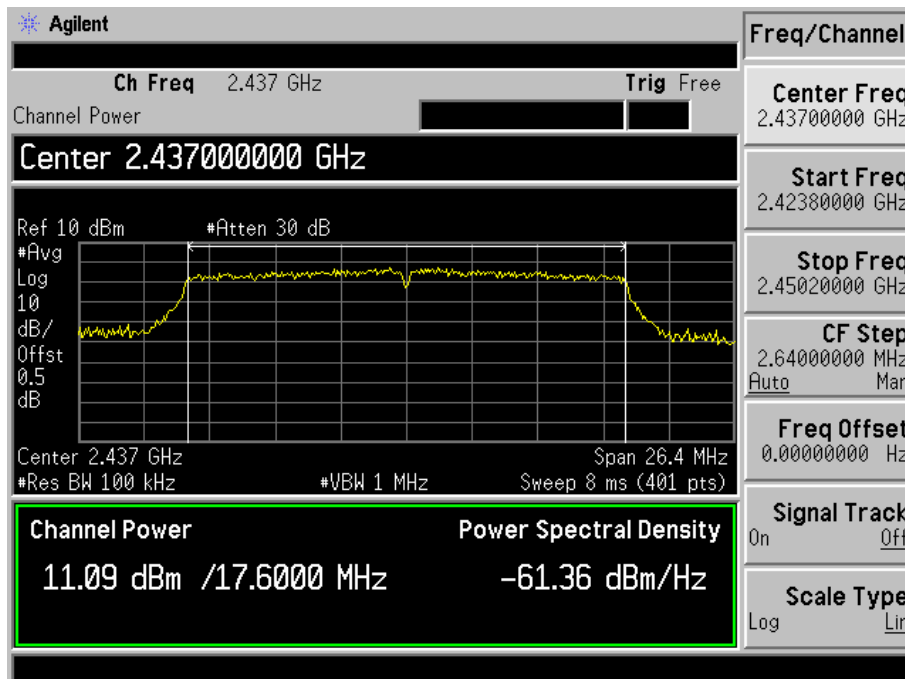 Agilent
Ch Freq 2.437 GHz Trig Free
Channel Power
Center 2.437000000 GHz
Ref 10 dBm #Atten 30 dB
#Avg
Log
10
dB/
Offst
0.5
dB
Center 2.437 GHz Span 26.4 MHz
#Res BW 100 kHz #VBW 1 MHz Sweep 8 ms (401 pts)
Channel Power Power Spectral Density
11.09 dBm /17.6000 MHz -61.36 dBm/Hz
Freq/Channel
Center Freq
2.43700000 GHz
Start Freq
2.42380000 GHz
Stop Freq
2.45020000 GHz
CF Step
2.64000000 MHz
Auto Man
Freq Offset
0.00000000 Hz
Signal Track
On Off
Scale Type
Log Lin